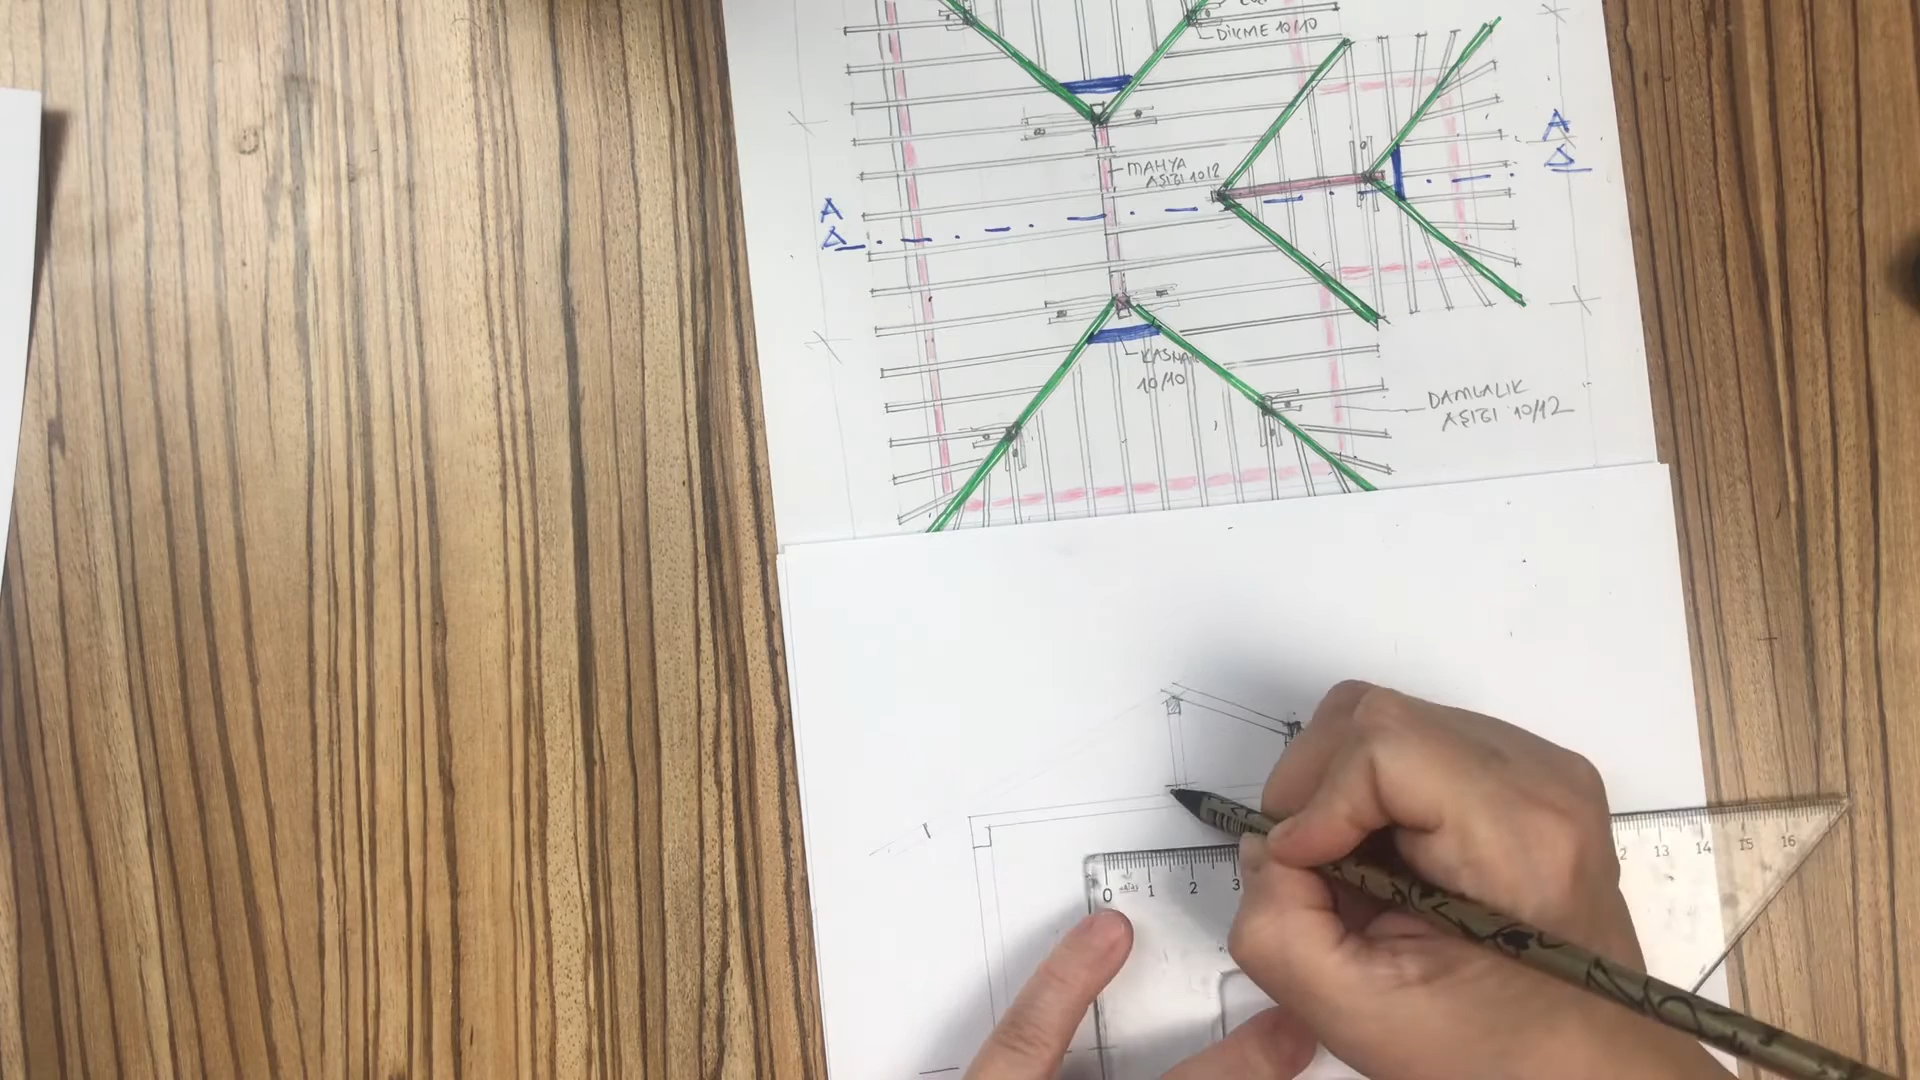 DİKME 10/10
MAHYA
AŞIĞI 10/12
A
A
KASNAK
10/10
DAMLALIK
AŞIĞI 10/12
0 1 2 3
13 14 15 16